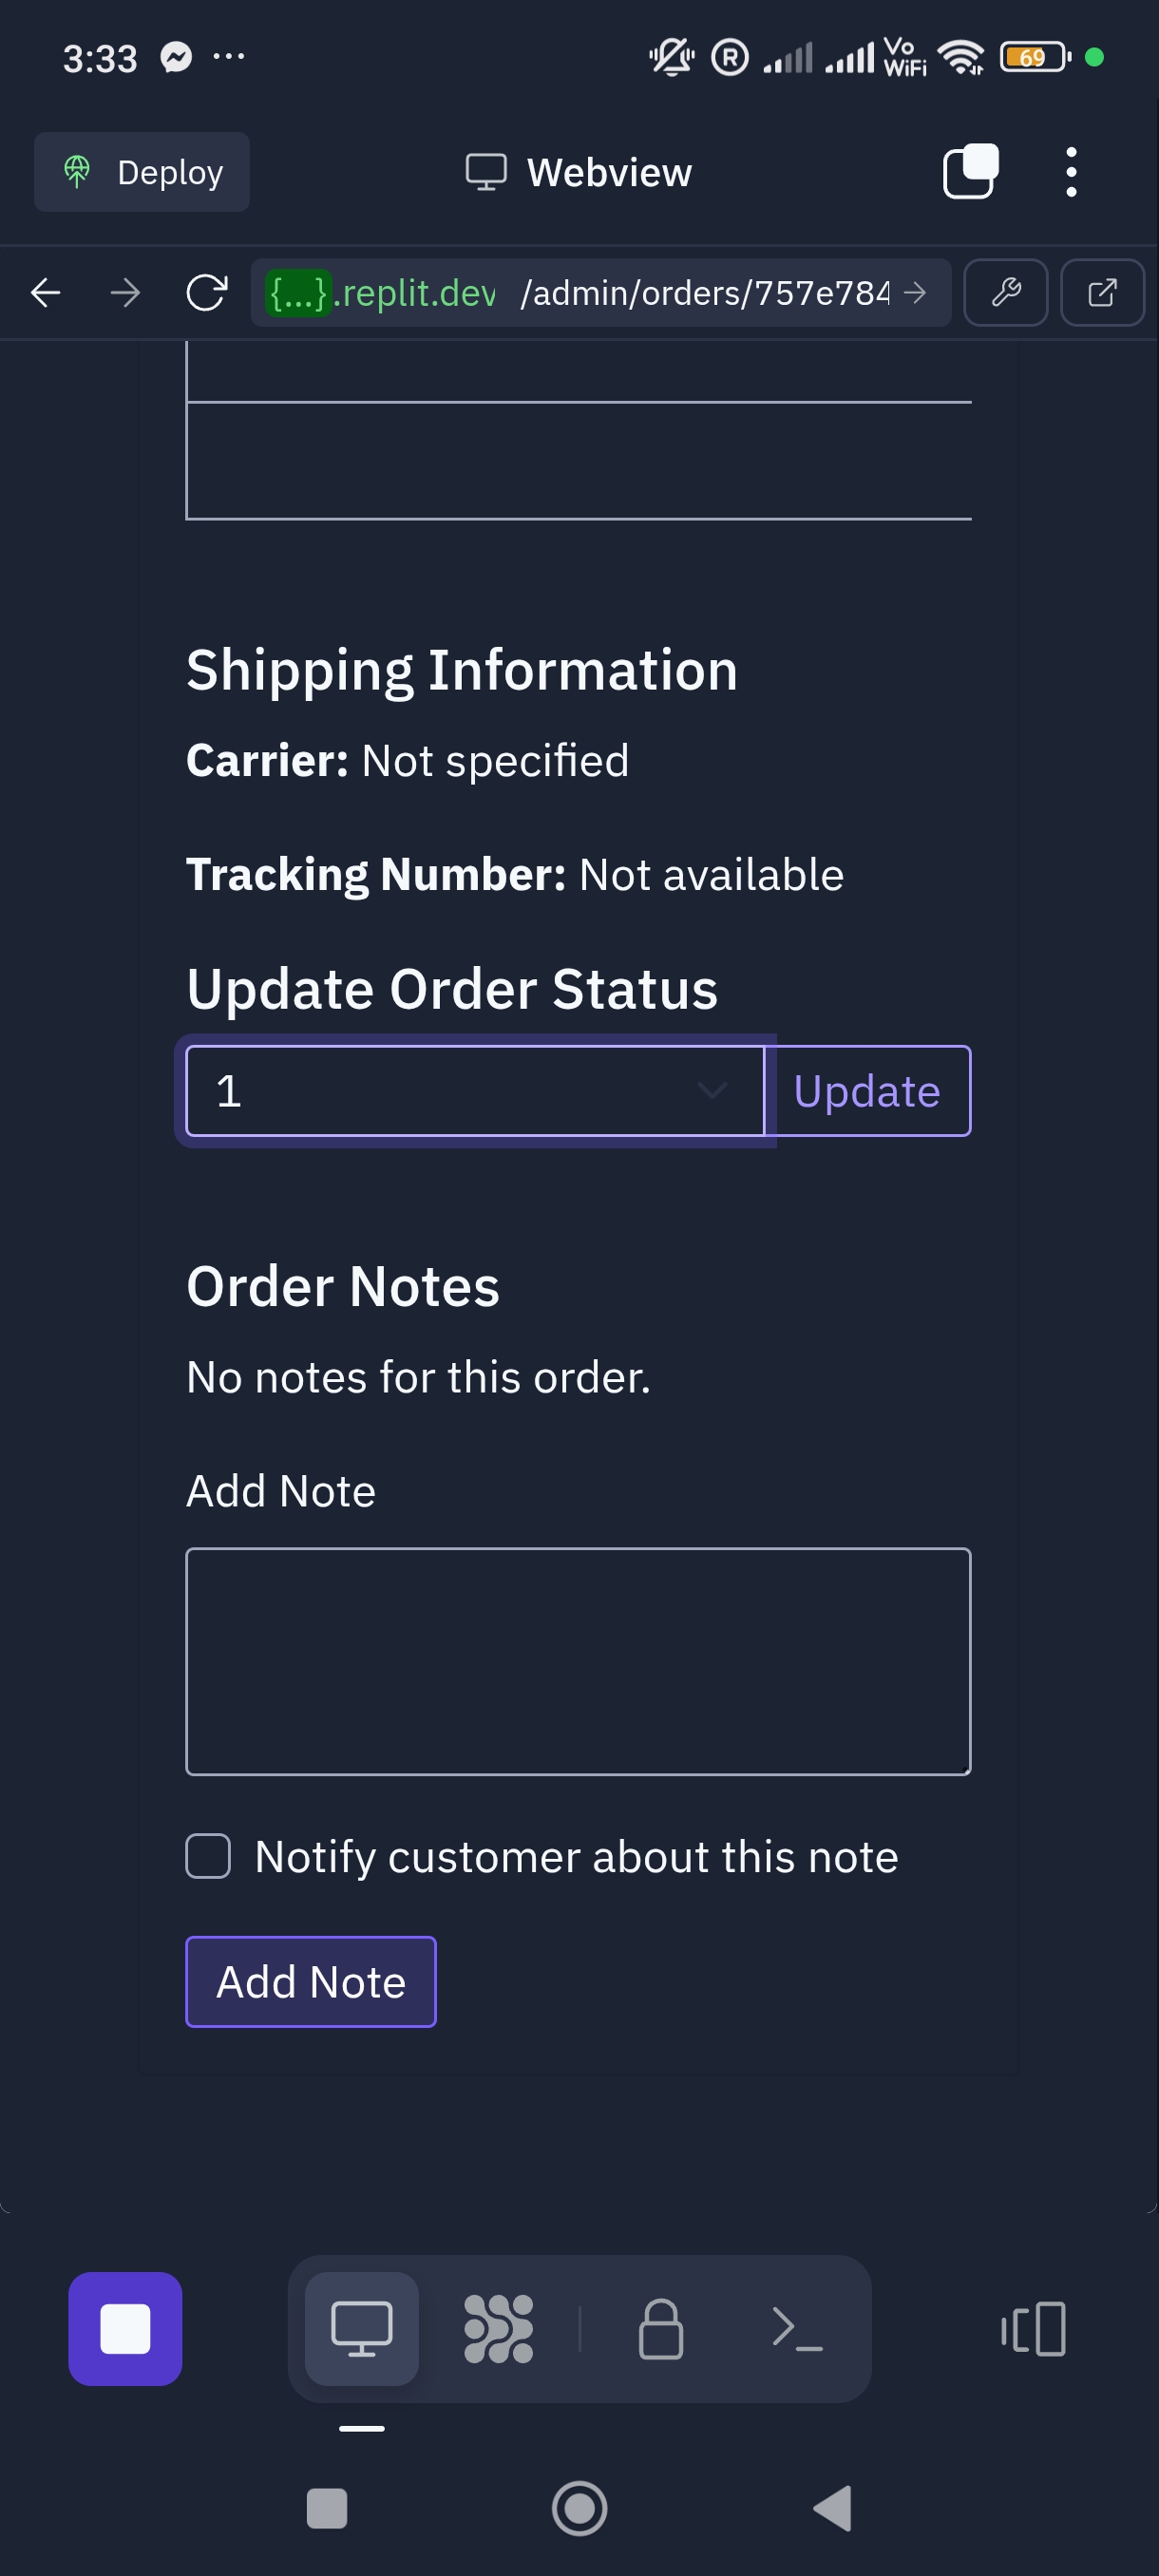 3:33 ... R Vo WiFi 69
Deploy Webview
{...}.replit.dev /admin/orders/757e784
Shipping Information
Carrier: Not specified
Tracking Number: Not available
Update Order Status
1 Update
Order Notes
No notes for this order.
Add Note
Notify customer about this note
Add Note